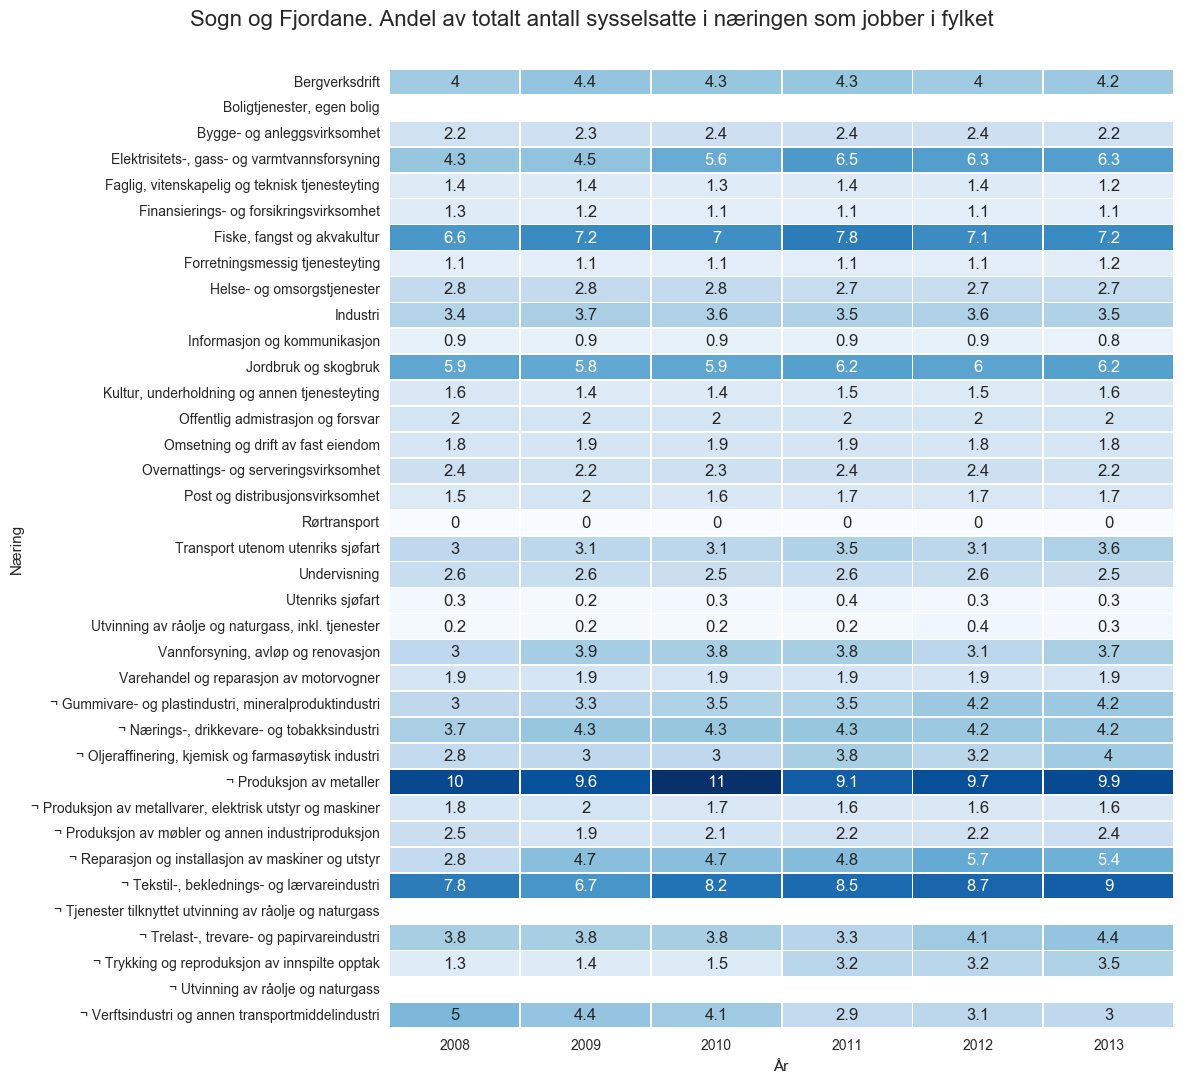 Sogn og Fjordane. Andel av totalt antall sysselsatte i næringen som jobber i fylket
Bergverksdrift 4 4.4 4.3 4.3 4 4.2
Boligtjenester, egen bolig
Bygge- og anleggsvirksomhet 2.2 2.3 2.4 2.4 2.4 2.2
Elektrisitets-, gass- og varmtvannsforsyning 4.3 4.5 5.6 6.5 6.3 6.3
Faglig, vitenskapelig og teknisk tjenesteyting 1.4 1.4 1.3 1.4 1.4 1.2
Finansierings- og forsikringsvirksomhet 1.3 1.2 1.1 1.1 1.1 1.1
Fiske, fangst og akvakultur 6.6 7.2 7 7.8 7.1 7.2
Forretningsmessig tjenesteyting 1.1 1.1 1.1 1.1 1.1 1.2
Helse- og omsorgstjenester 2.8 2.8 2.8 2.7 2.7 2.7
Industri 3.4 3.7 3.6 3.5 3.6 3.5
Informasjon og kommunikasjon 0.9 0.9 0.9 0.9 0.9 0.8
Jordbruk og skogbruk 5.9 5.8 5.9 6.2 6 6.2
Kultur, underholdning og annen tjenesteyting 1.6 1.4 1.4 1.5 1.5 1.6
Offentlig admistrasjon og forsvar 2 2 2 2 2 2
Omsetning og drift av fast eiendom 1.8 1.9 1.9 1.9 1.8 1.8
Overnattings- og serveringsvirksomhet 2.4 2.2 2.3 2.4 2.4 2.2
Post og distribusjonsvirksomhet 1.5 2 1.6 1.7 1.7 1.7
Rørtransport 0 0 0 0 0 0
Transport utenom utenriks sjøfart 3 3.1 3.1 3.5 3.1 3.6
Undervisning 2.6 2.6 2.5 2.6 2.6 2.5
Utenriks sjøfart 0.3 0.2 0.3 0.4 0.3 0.3
Utvinning av råolje og naturgass, inkl. tjenester 0.2 0.2 0.2 0.2 0.4 0.3
Vannforsyning, avløp og renovasjon 3 3.9 3.8 3.8 3.1 3.7
Varehandel og reparasjon av motorvogner 1.9 1.9 1.9 1.9 1.9 1.9
¬ Gummivare- og plastindustri, mineralproduktindustri 3 3.3 3.5 3.5 4.2 4.2
¬ Nærings-, drikkevare- og tobakksindustri 3.7 4.3 4.3 4.3 4.2 4.2
¬ Oljeraffinering, kjemisk og farmasøytisk industri 2.8 3 3 3.8 3.2 4
¬ Produksjon av metaller 10 9.6 11 9.1 9.7 9.9
¬ Produksjon av metallvarer, elektrisk utstyr og maskiner 1.8 2 1.7 1.6 1.6 1.6
¬ Produksjon av møbler og annen industriproduksjon 2.5 1.9 2.1 2.2 2.2 2.4
¬ Reparasjon og installasjon av maskiner og utstyr 2.8 4.7 4.7 4.8 5.7 5.4
¬ Tekstil-, beklednings- og lærvareindustri 7.8 6.7 8.2 8.5 8.7 9
¬ Tjenester tilknyttet utvinning av råolje og naturgass
¬ Trelast-, trevare- og papirvareindustri 3.8 3.8 3.8 3.3 4.1 4.4
¬ Trykking og reproduksjon av innspilte opptak 1.3 1.4 1.5 3.2 3.2 3.5
¬ Utvinning av råolje og naturgass
¬ Verftsindustri og annen transportmiddelindustri 5 4.4 4.1 2.9 3.1 3
2008 2009 2010 2011 2012 2013
År
Næring